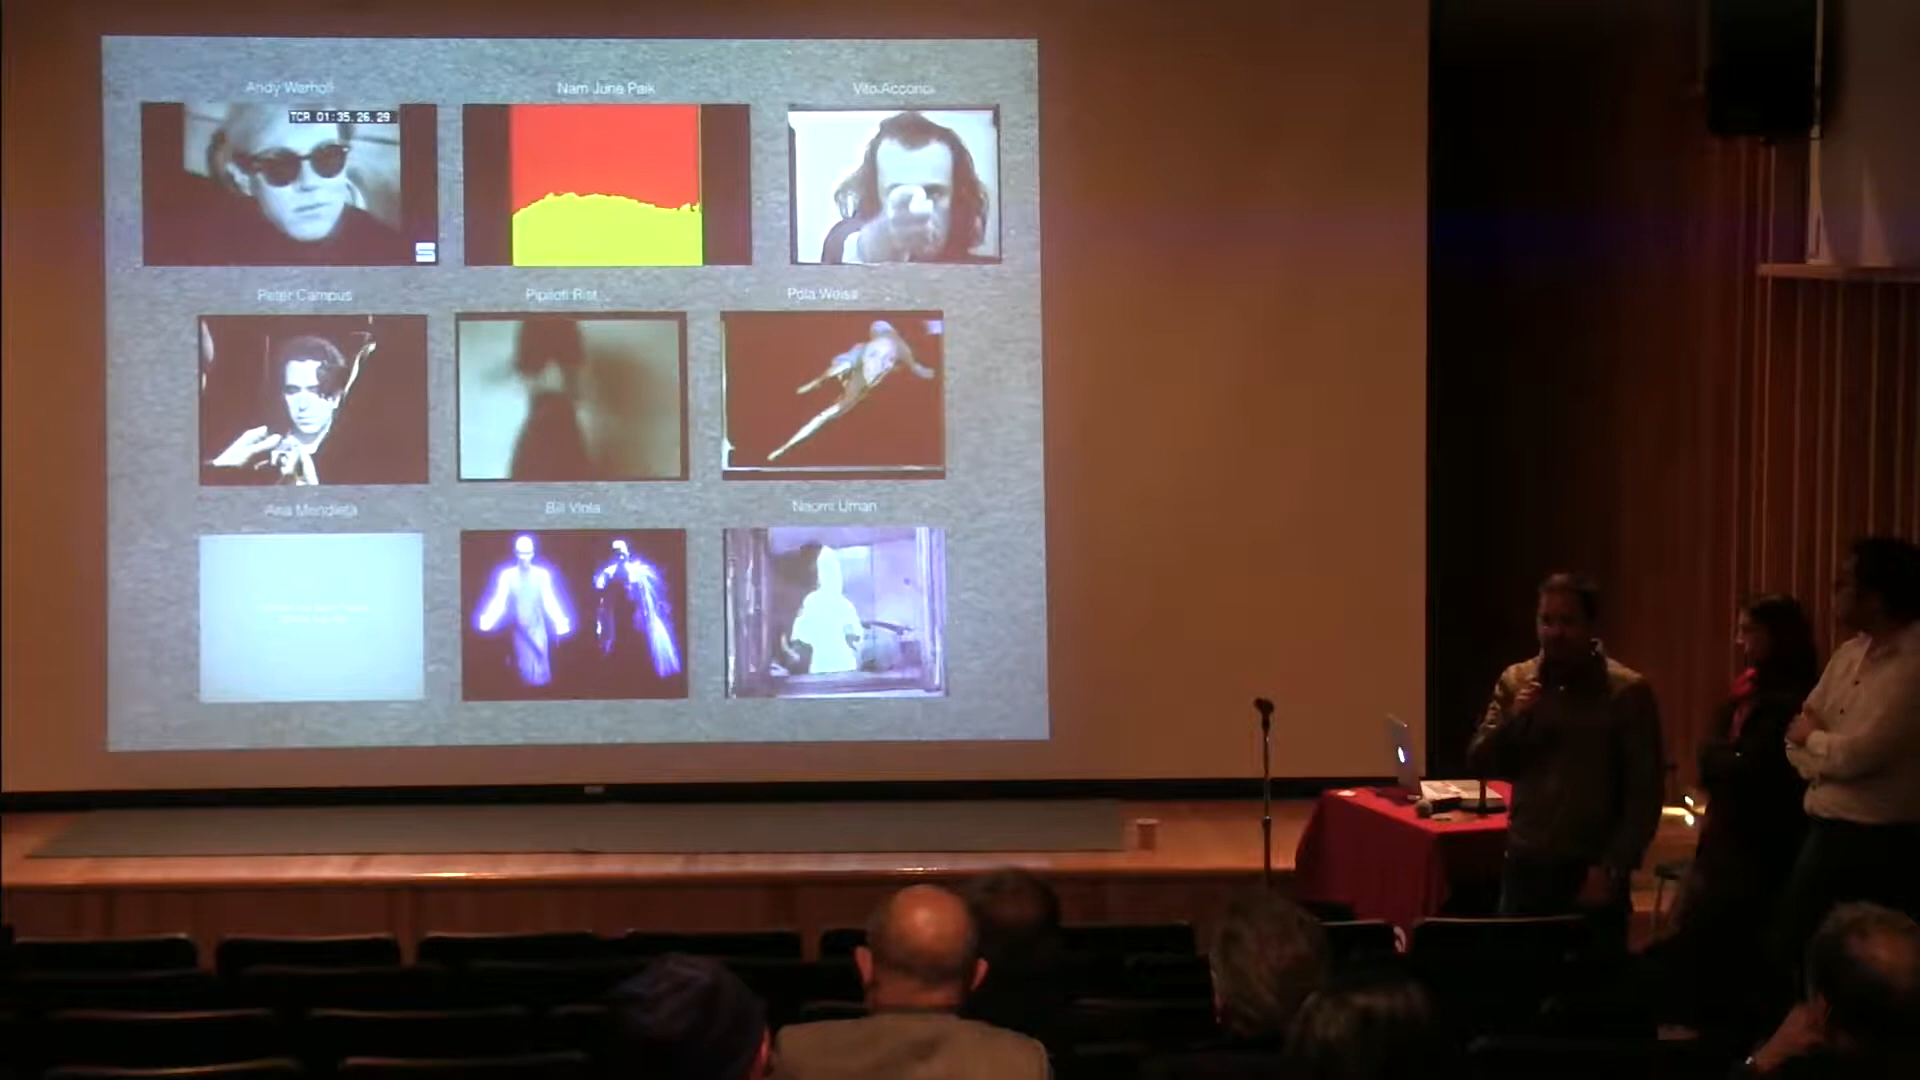 Andy Warhol
Nam June Paik
Vito Acconci
TCR 01:35.26.29
Peter Campus
Pipilotti Rist
Pola Weiss
Ana Mendieta
Bill Viola
Naomi Uman